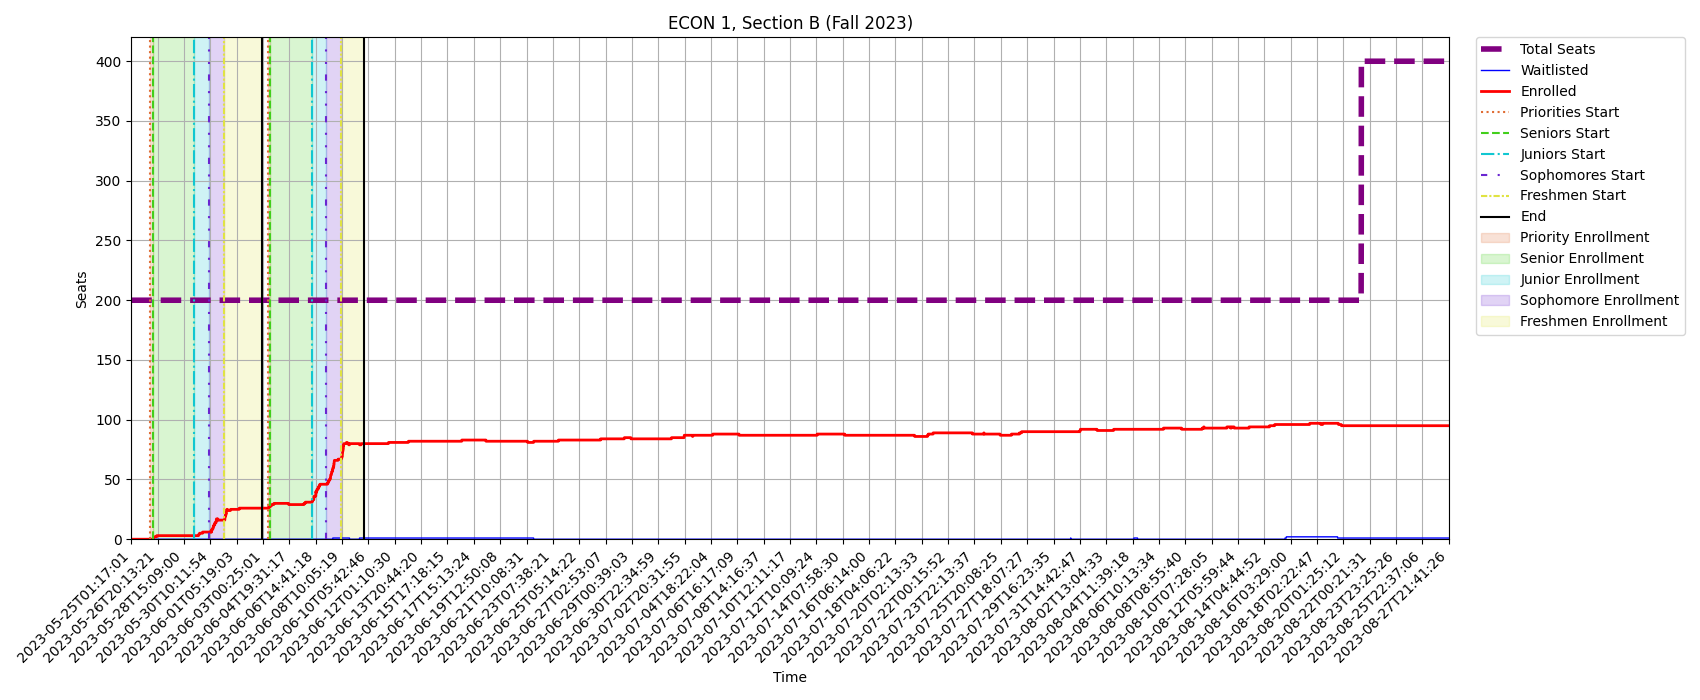 ECON 1, Section B (Fall 2023)
Seats
400
350
300
250
200
150
100
50
0
2023-05-25T01:17:01
2023-05-26T20:13:21
2023-05-28T15:09:00
2023-05-30T10:11:54
2023-06-01T05:19:03
2023-06-03T00:25:01
2023-06-04T19:31:17
2023-06-06T14:41:18
2023-06-08T10:05:19
2023-06-10T05:42:46
2023-06-12T01:10:30
2023-06-13T20:44:20
2023-06-15T17:18:15
2023-06-17T15:13:24
2023-06-19T12:50:08
2023-06-21T10:08:31
2023-06-23T07:38:21
2023-06-25T05:14:22
2023-06-27T02:53:07
2023-06-29T00:39:03
2023-06-30T22:34:59
2023-07-02T20:31:55
2023-07-04T18:22:04
2023-07-06T16:17:09
2023-07-08T14:16:37
2023-07-10T12:11:17
2023-07-12T10:09:24
2023-07-14T07:58:30
2023-07-16T06:14:00
2023-07-18T04:06:22
2023-07-20T02:13:33
2023-07-22T00:15:52
2023-07-23T22:13:37
2023-07-25T20:08:25
2023-07-27T18:07:27
2023-07-29T16:23:35
2023-07-31T14:42:47
2023-08-02T13:04:33
2023-08-04T11:39:18
2023-08-06T10:13:34
2023-08-08T08:55:40
2023-08-10T07:28:05
2023-08-12T05:59:44
2023-08-14T04:44:52
2023-08-16T03:29:00
2023-08-18T02:22:47
2023-08-20T01:25:12
2023-08-22T00:21:31
2023-08-23T23:25:26
2023-08-25T22:37:06
2023-08-27T21:41:26
Time
Total Seats
Waitlisted
Enrolled
Priorities Start
Seniors Start
Juniors Start
Sophomores Start
Freshmen Start
End
Priority Enrollment
Senior Enrollment
Junior Enrollment
Sophomore Enrollment
Freshmen Enrollment